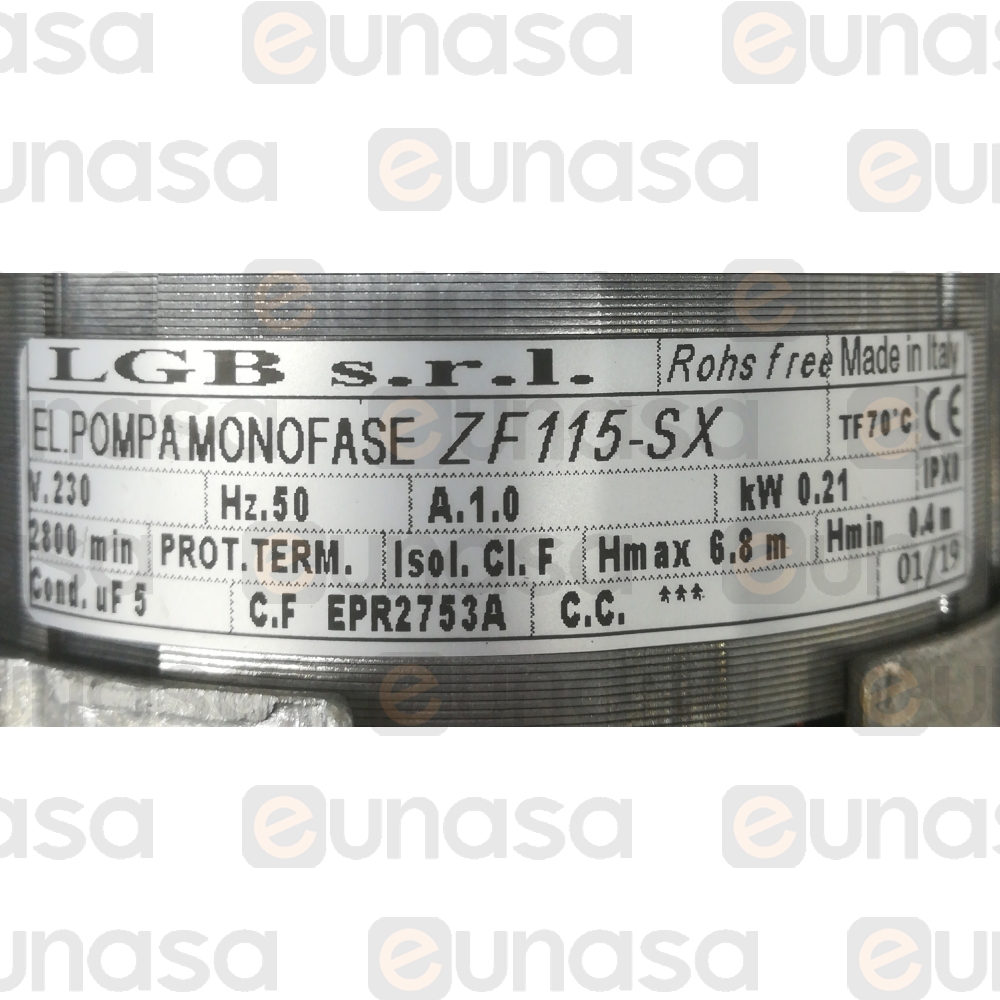 eunasa
LGB s.r.l. Rohs free Made in Italy
EL.POMPA MONOFASE ZF115-SX TF70°C CE
V.230 Hz.50 A.1.0 kW 0.21 IPX0
2800/min PROT.TERM. Isol. Cl. F Hmax 6.8 m Hmin 0.4 m
Cond. uF 5 C.F EPR2753A C.C. *** 01/19